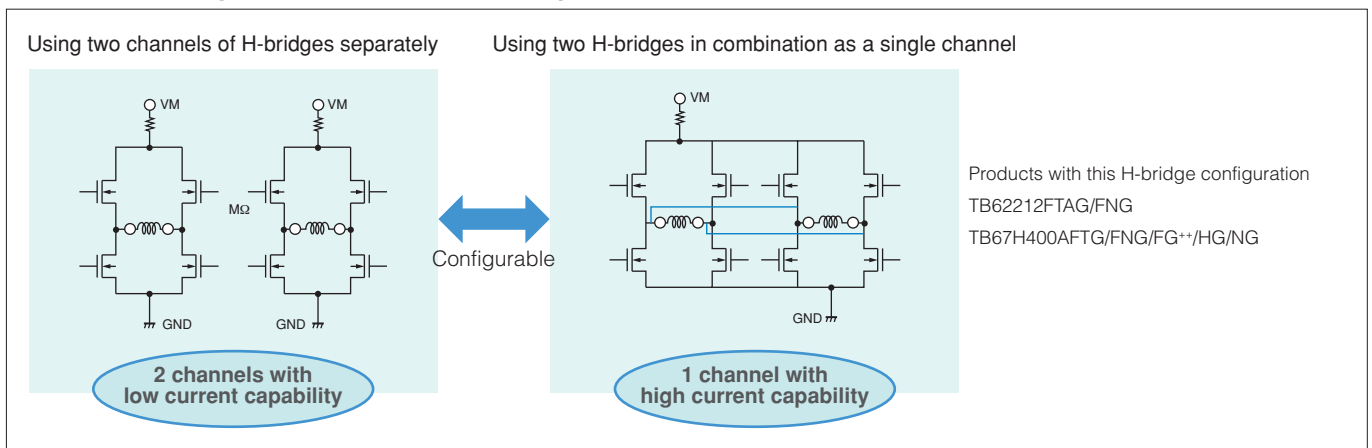 Using two channels of H-bridges separately
Using two H-bridges in combination as a single channel
VM
VM
MΩ
GND
GND
2 channels with
low current capability
Configurable
VM
GND
1 channel with
high current capability
Products with this H-bridge configuration
TB62212FTAG/FNG
TB67H400AFTG/FNG/FG++/HG/NG